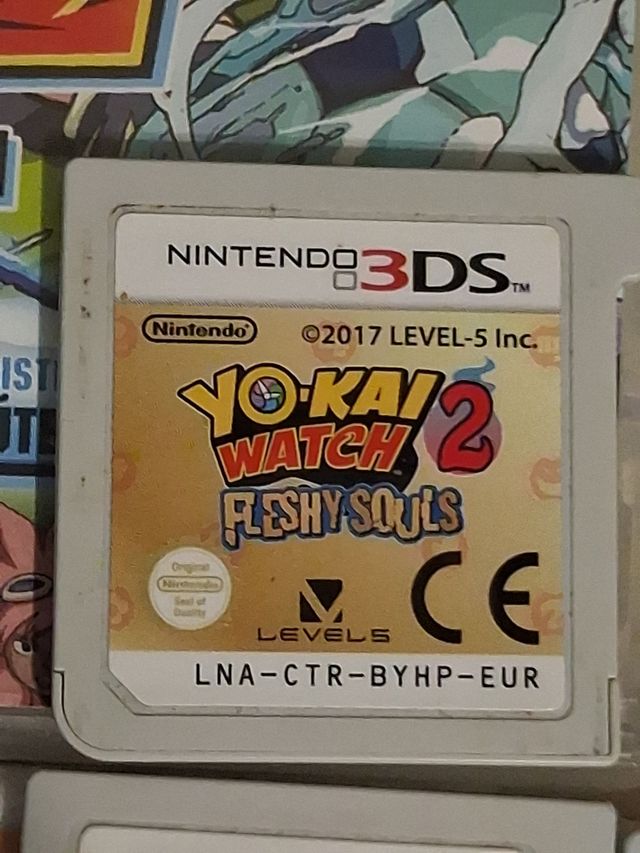 NINTENDO 3DS™
Nintendo®
©2017 LEVEL-5 Inc.
YO-KAI
WATCH 2
FLESHY SOULS
Original
Nintendo
Seal of
Quality
CE
LEVEL5
LNA-CTR-BYHP-EUR